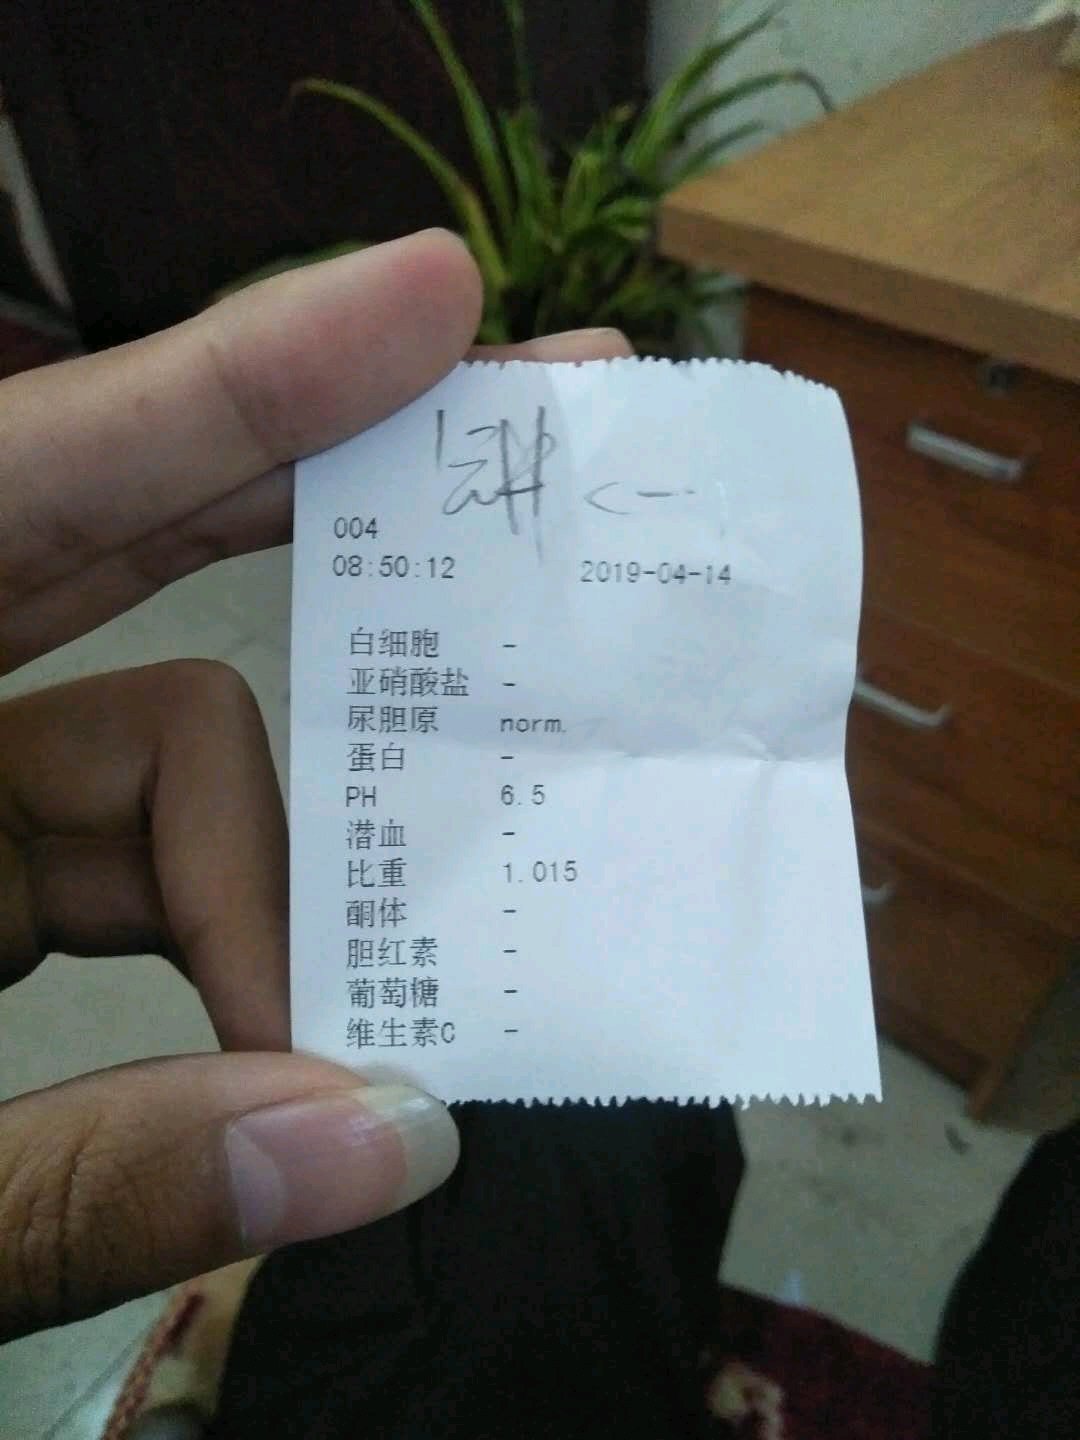 004
08:50:12 2019-04-14
白细胞 -
亚硝酸盐 -
尿胆原 norm.
蛋白 -
PH 6.5
潜血 -
比重 1.015
酮体 -
胆红素 -
葡萄糖 -
维生素C -